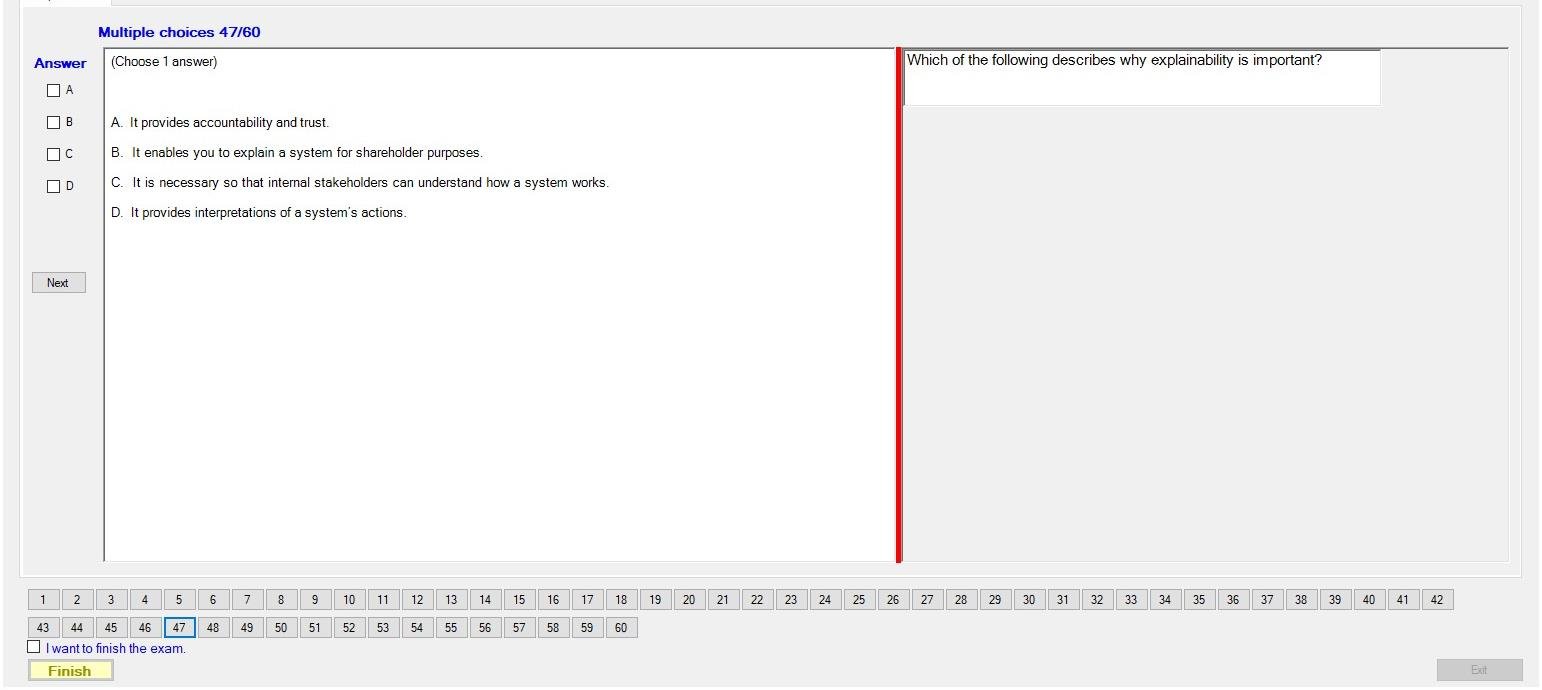 Multiple choices 47/60
Answer
A
B
C
D
Next
(Choose 1 answer)
A. It provides accountability and trust.
B. It enables you to explain a system for shareholder purposes.
C. It is necessary so that internal stakeholders can understand how a system works.
D. It provides interpretations of a system's actions.
Which of the following describes why explainability is important?
1 2 3 4 5 6 7 8 9 10 11 12 13 14 15 16 17 18 19 20 21 22 23 24 25 26 27 28 29 30 31 32 33 34 35 36 37 38 39 40 41 42
43 44 45 46 47 48 49 50 51 52 53 54 55 56 57 58 59 60
I want to finish the exam.
Finish
Exit